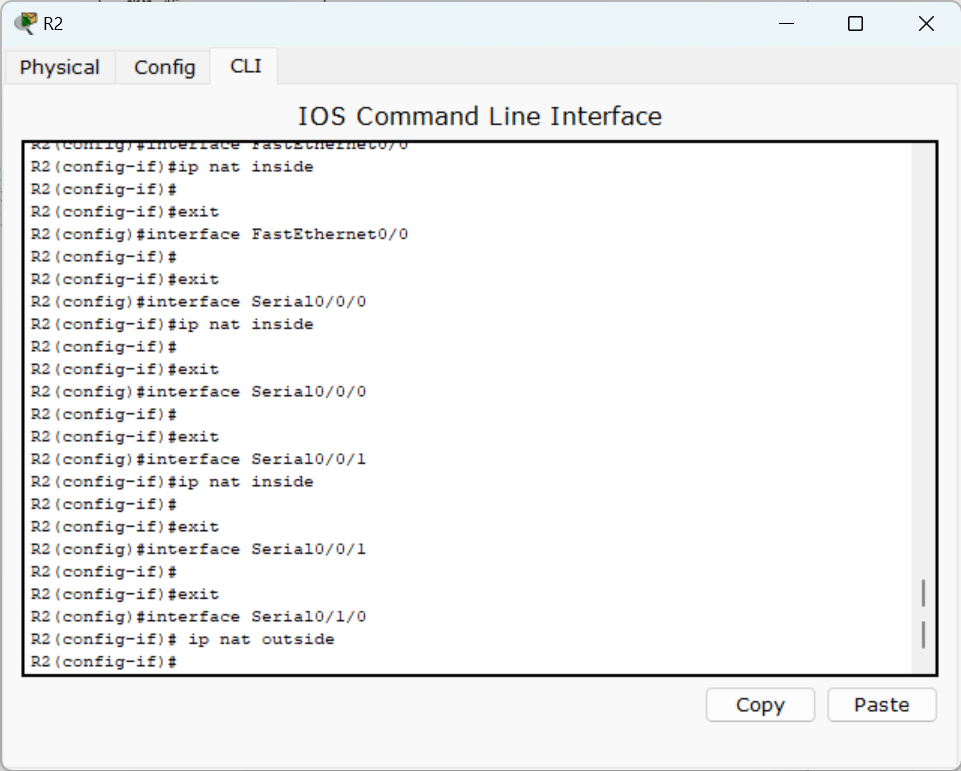 R2
Physical
Config
CLI
IOS Command Line Interface
R2(config)#interface FastEthernet0/0
R2(config-if)#ip nat inside
R2(config-if)#
R2(config-if)#exit
R2(config)#interface FastEthernet0/0
R2(config-if)#
R2(config-if)#exit
R2(config)#interface Serial0/0/0
R2(config-if)#ip nat inside
R2(config-if)#
R2(config-if)#exit
R2(config)#interface Serial0/0/0
R2(config-if)#
R2(config-if)#exit
R2(config)#interface Serial0/0/1
R2(config-if)#ip nat inside
R2(config-if)#
R2(config-if)#exit
R2(config)#interface Serial0/0/1
R2(config-if)#
R2(config-if)#exit
R2(config)#interface Serial0/1/0
R2(config-if)# ip nat outside
R2(config-if)#
Copy
Paste